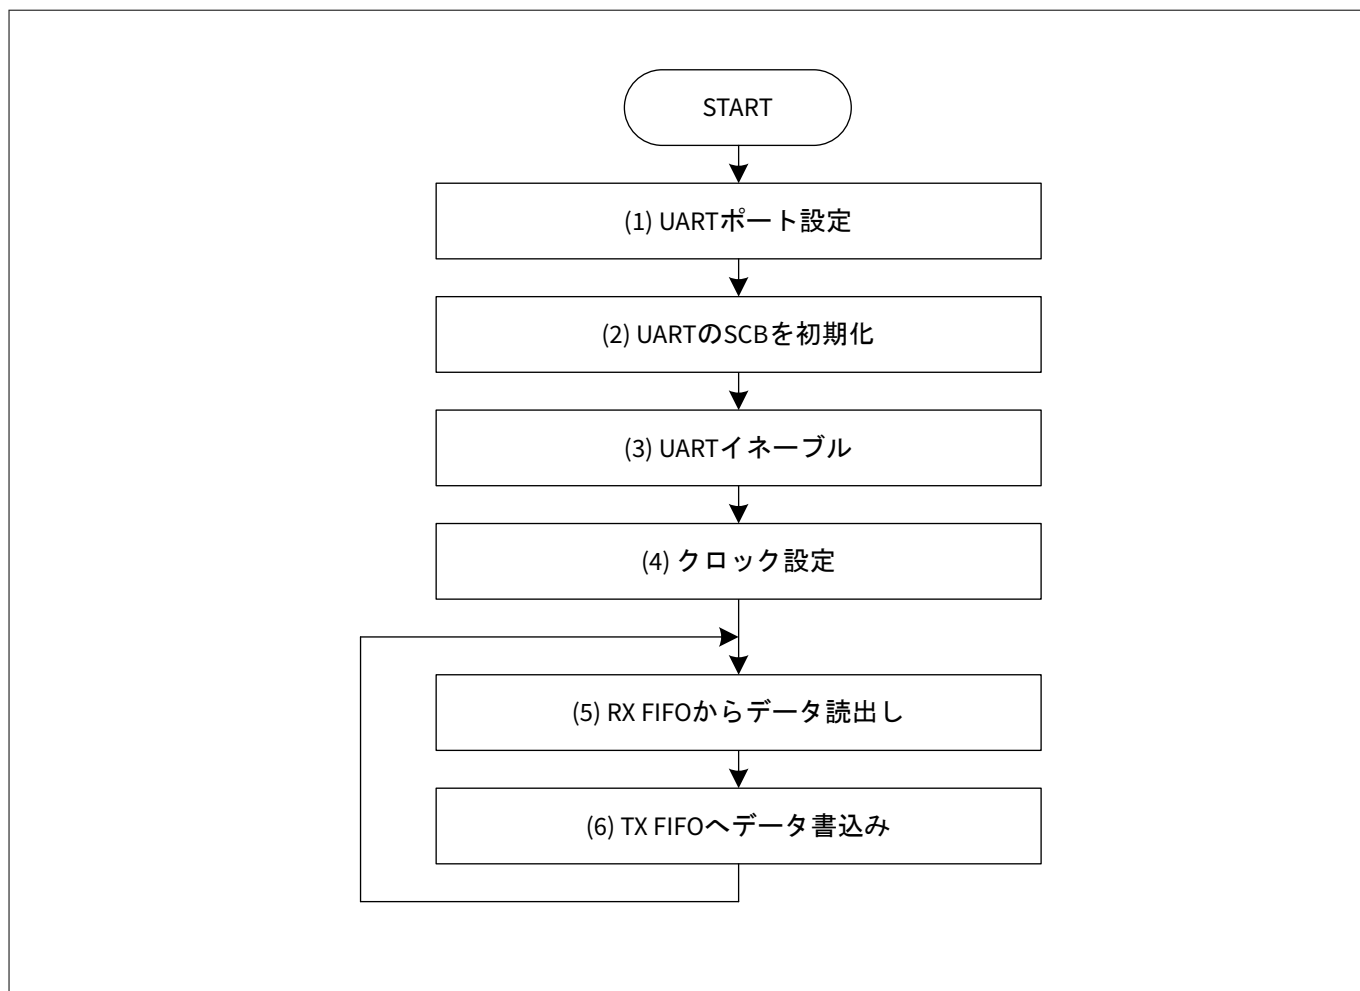 START
(1) UARTポート設定
(2) UARTのSCBを初期化
(3) UARTイネーブル
(4) クロック設定
(5) RX FIFOからデータ読出し
(6) TX FIFOへデータ書込み